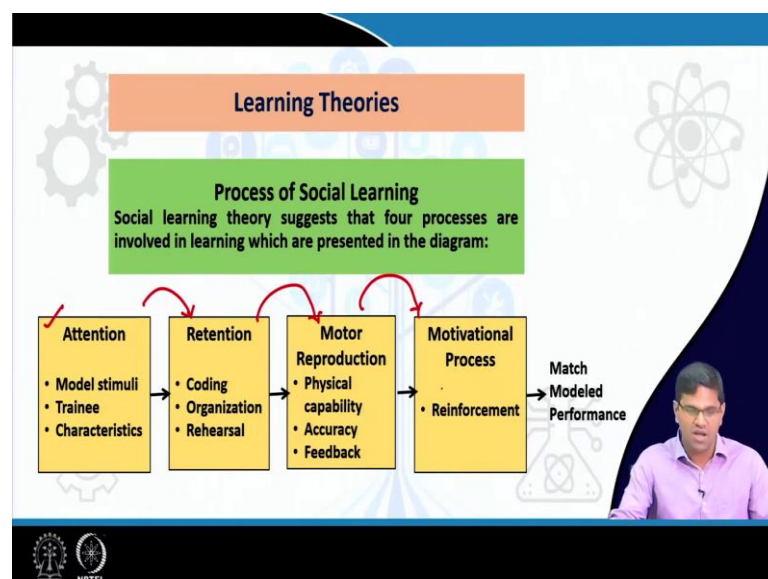 Learning Theories
Process of Social Learning
Social learning theory suggests that four processes are
involved in learning which are presented in the diagram:
Attention
• Model stimuli
• Trainee
• Characteristics
Retention
• Coding
• Organization
• Rehearsal
Motor
Reproduction
• Physical
capability
• Accuracy
• Feedback
Motivational
Process
• Reinforcement
Match
Modeled
Performance
NPTEL